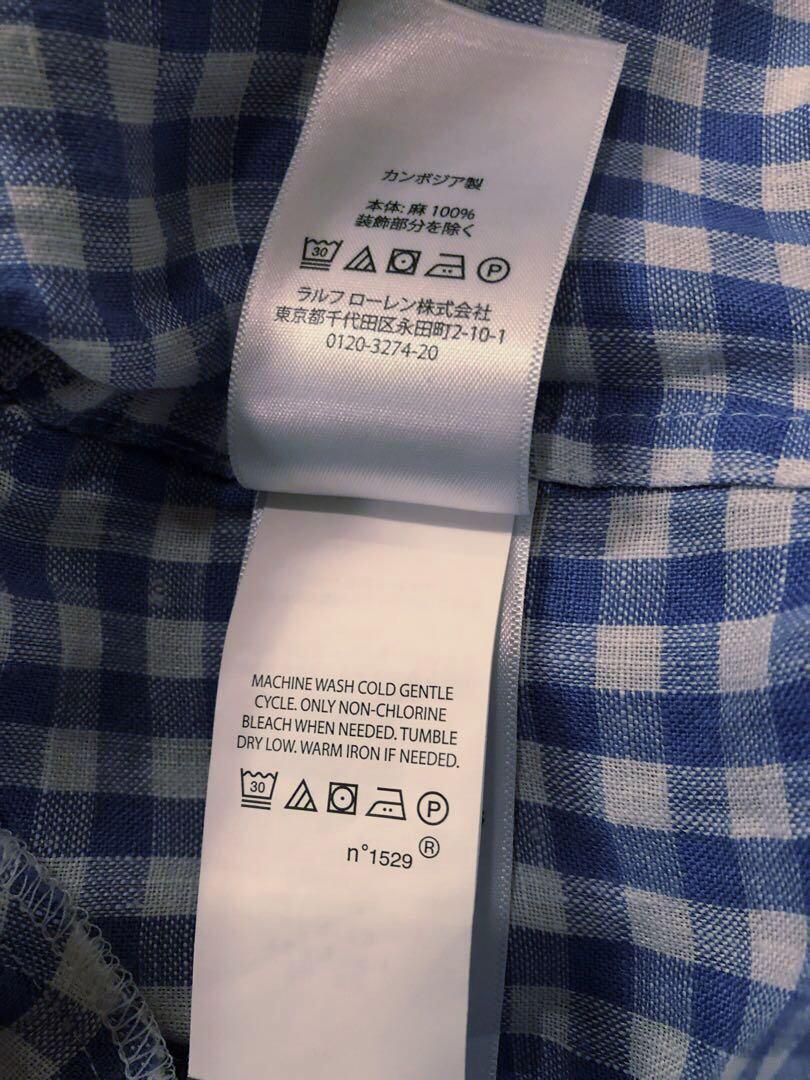 カンボジア製
本体: 麻 100%
装飾部分を除く
30 P
ラルフ ローレン株式会社
東京都千代田区永田町2-10-1
0120-3274-20
MACHINE WASH COLD GENTLE
CYCLE. ONLY NON-CHLORINE
BLEACH WHEN NEEDED. TUMBLE
DRY LOW. WARM IRON IF NEEDED.
30 P
n°1529 ®